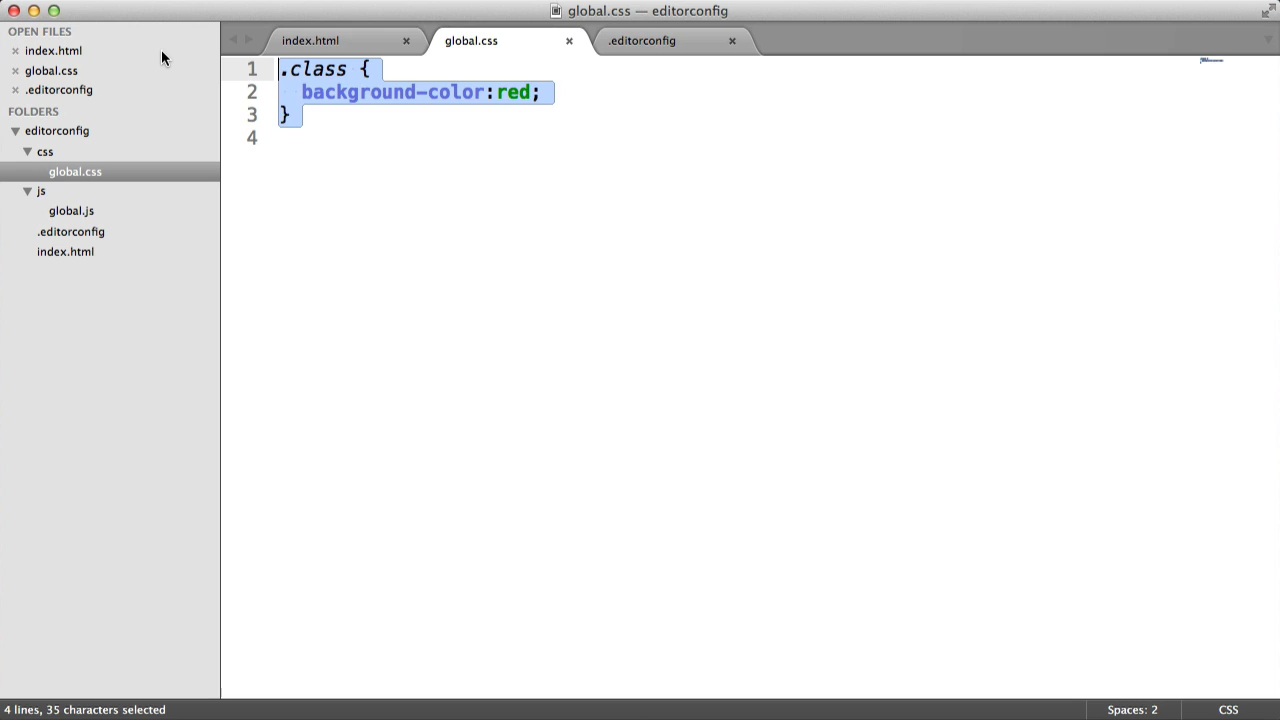 global.css — editorconfig
OPEN FILES
index.html
global.css
.editorconfig
FOLDERS
editorconfig
css
global.css
js
global.js
.editorconfig
index.html
index.html
global.css
.editorconfig
1 .class {
2 background-color:red;
3 }
4
4 lines, 35 characters selected
Spaces: 2
CSS